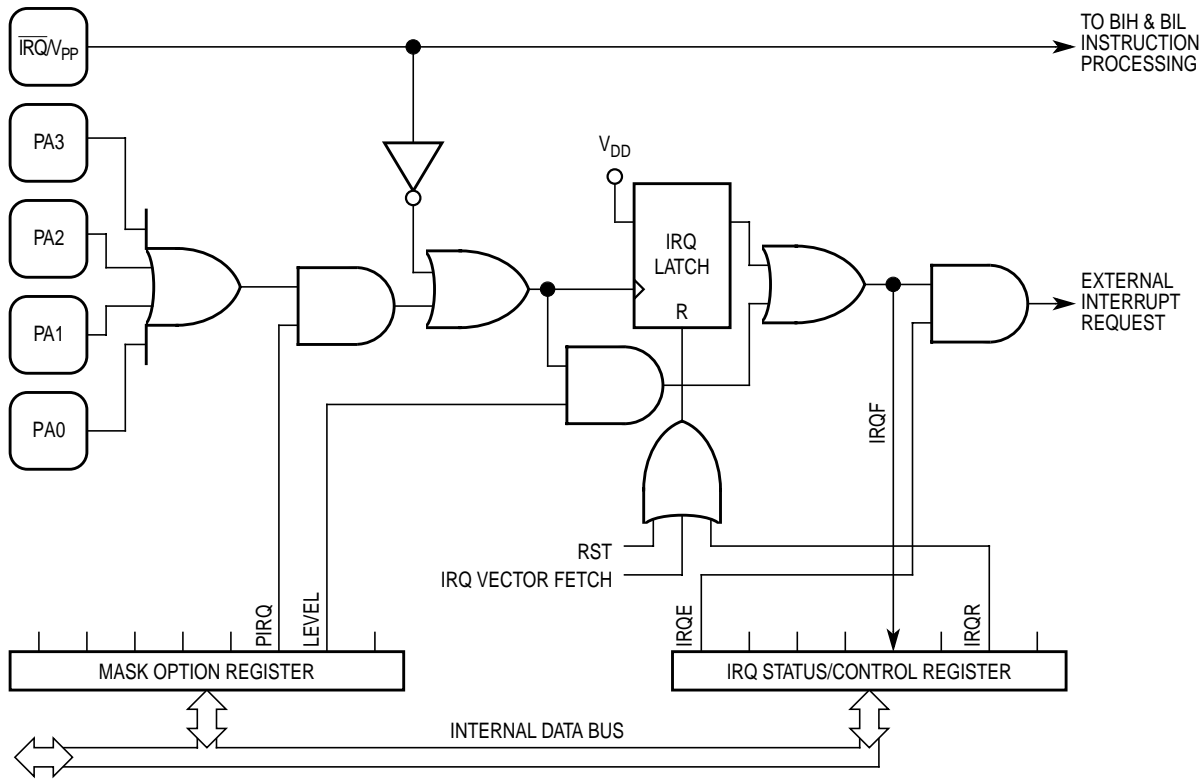 IRQ/VPP
TO BIH & BIL
INSTRUCTION
PROCESSING
PA3
PA2
PA1
PA0
VDD
IRQ
LATCH
R
EXTERNAL
INTERRUPT
REQUEST
IRQF
RST
IRQ VECTOR FETCH
PIRQ
LEVEL
IRQE
IRQR
MASK OPTION REGISTER
IRQ STATUS/CONTROL REGISTER
INTERNAL DATA BUS